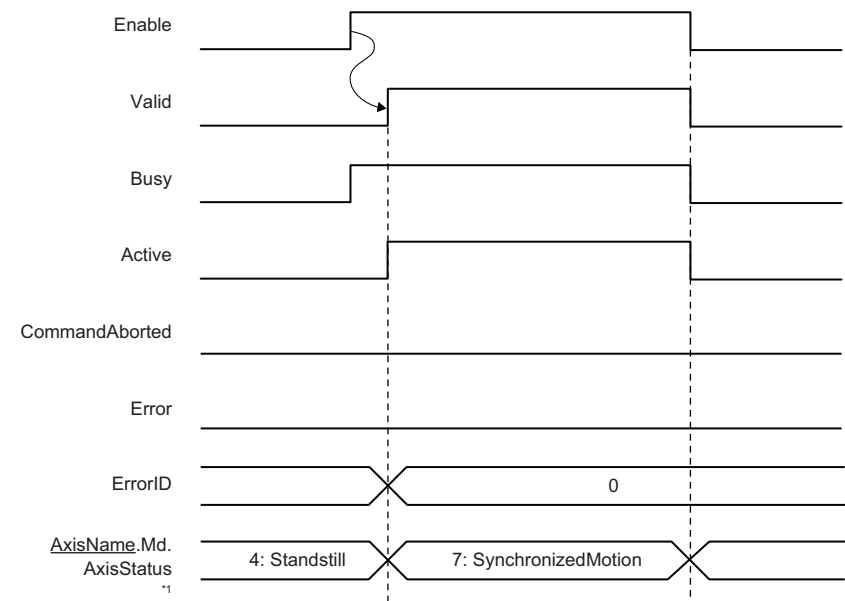 Enable
Valid
Busy
Active
CommandAborted
Error
ErrorID
0
AxisName.Md.
AxisStatus
*1
4: Standstill
7: SynchronizedMotion